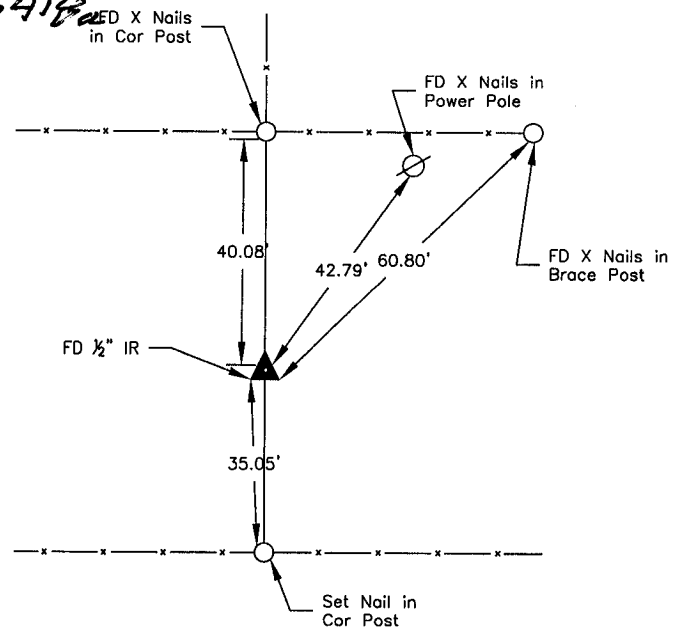 FD X Nails
in Cor Post
FD X Nails in
Power Pole
40.08'
42.79'
60.80'
FD X Nails in
Brace Post
FD ½" IR
35.05'
Set Nail in
Cor Post